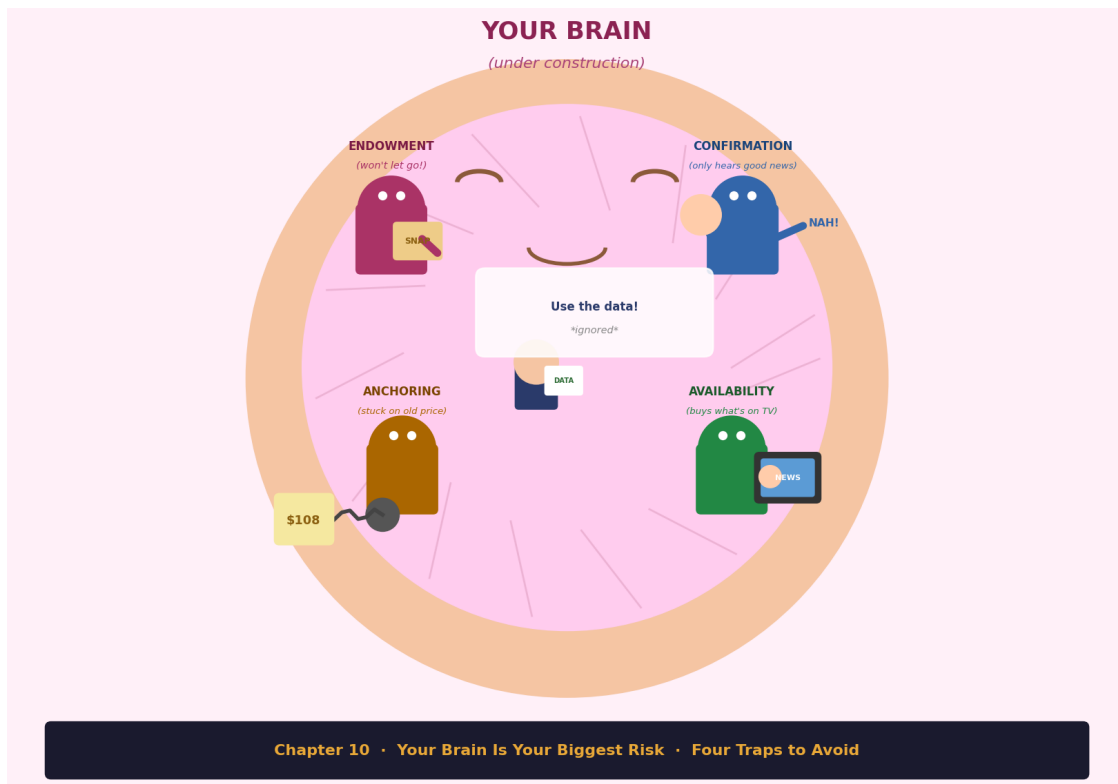 YOUR BRAIN
(under construction)
ENDOWMENT
(won't let go!)
CONFIRMATION
(only hears good news)
NAH!
Use the data!
*ignored*
DATA
ANCHORING
(stuck on old price)
AVAILABILITY
(buys what's on TV)
NEWS
$108
Chapter 10 · Your Brain Is Your Biggest Risk · Four Traps to Avoid